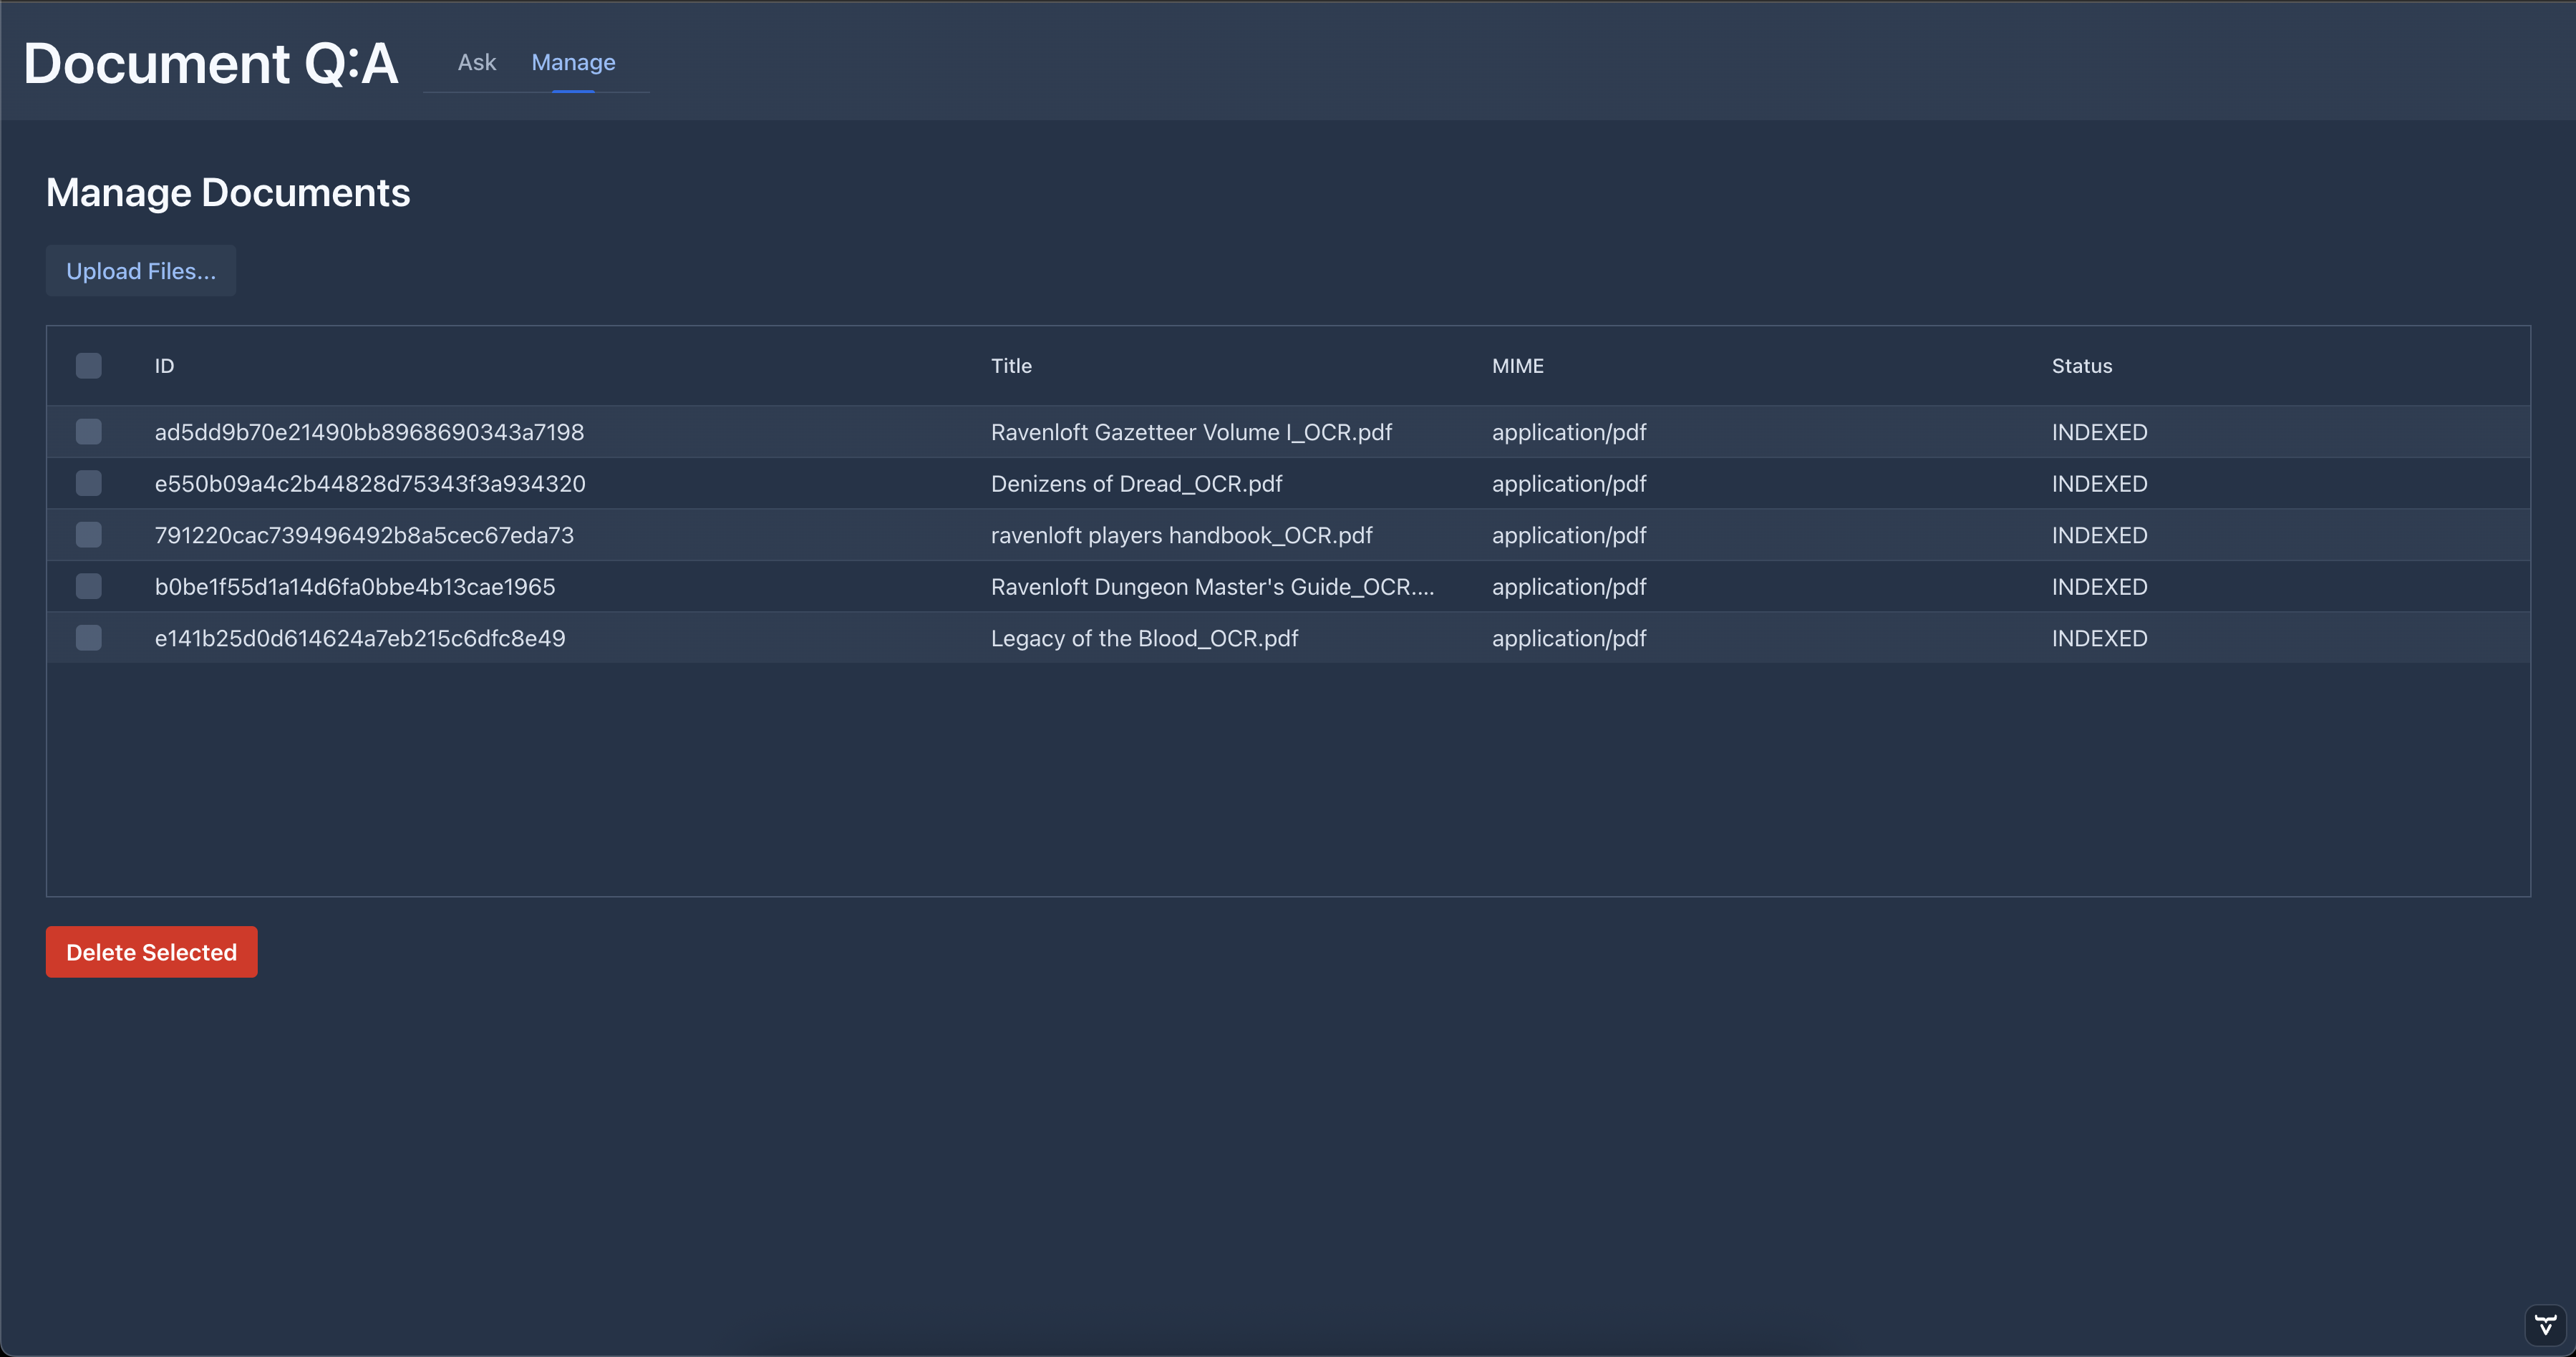 Document Q:A Ask Manage
Manage Documents
Upload Files...
ID Title MIME Status
ad5dd9b70e21490bb8968690343a7198 Ravenloft Gazetteer Volume I_OCR.pdf application/pdf INDEXED
e550b09a4c2b44828d75343f3a934320 Denizens of Dread_OCR.pdf application/pdf INDEXED
791220cac739496492b8a5cec67eda73 ravenloft players handbook_OCR.pdf application/pdf INDEXED
b0be1f55d1a14d6fa0bbe4b13cae1965 Ravenloft Dungeon Master's Guide_OCR.... application/pdf INDEXED
e141b25d0d614624a7eb215c6dfc8e49 Legacy of the Blood_OCR.pdf application/pdf INDEXED
Delete Selected